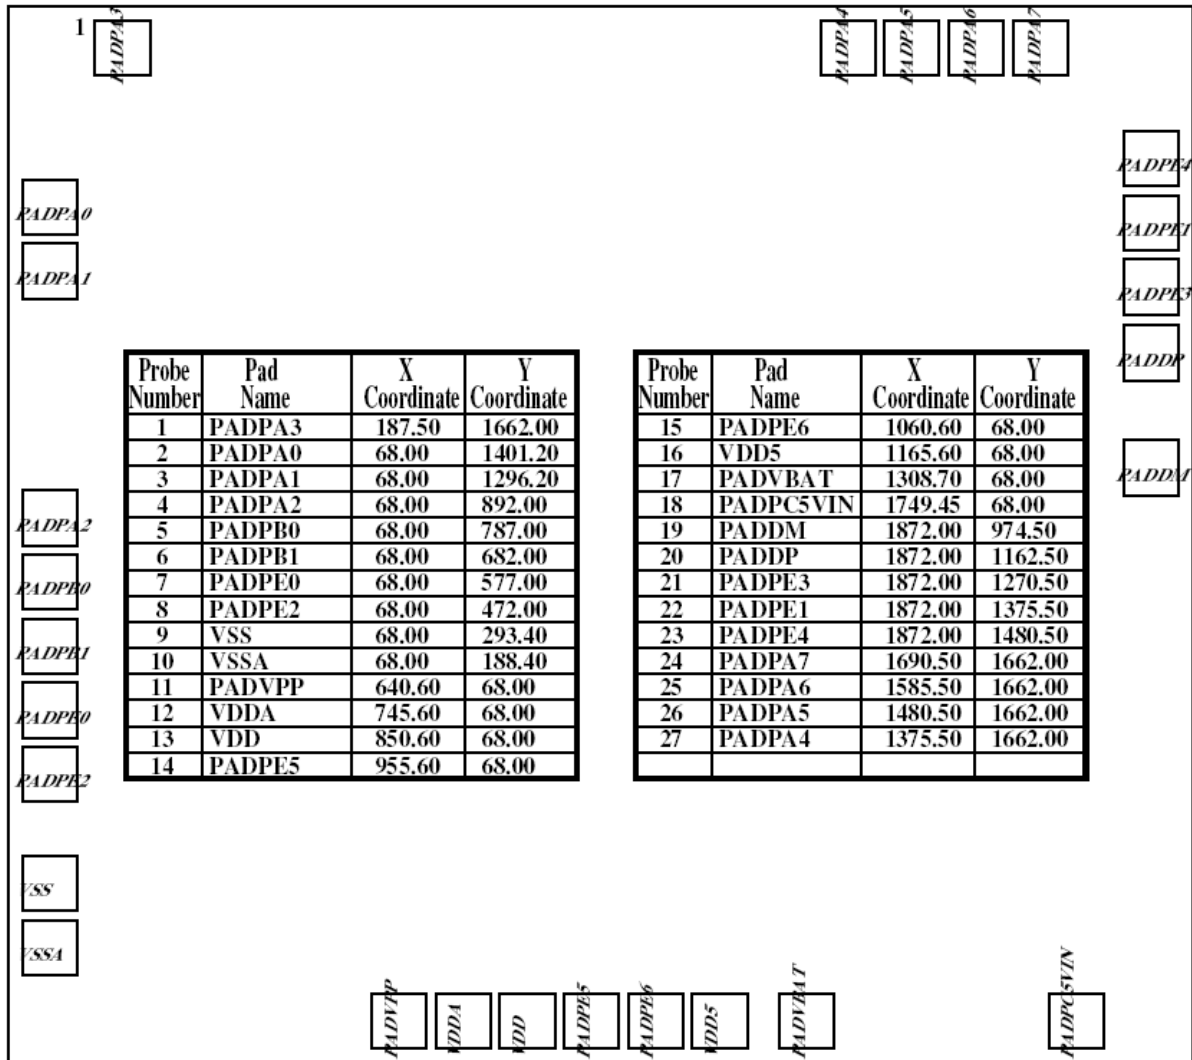 1
PADPA3
PADPA4
PADPA5
PADPA6
PADPA7
PADPE4
PADPA0
PADPE1
PADPA1
PADPE3
PADDP
Probe Number Pad Name X Coordinate Y Coordinate
1 PADPA3 187.50 1662.00
2 PADPA0 68.00 1401.20
3 PADPA1 68.00 1296.20
4 PADPA2 68.00 892.00
5 PADPB0 68.00 787.00
6 PADPB1 68.00 682.00
7 PADPE0 68.00 577.00
8 PADPE2 68.00 472.00
9 VSS 68.00 293.40
10 VSSA 68.00 188.40
11 PADVPP 640.60 68.00
12 VDDA 745.60 68.00
13 VDD 850.60 68.00
14 PADPE5 955.60 68.00
Probe Number Pad Name X Coordinate Y Coordinate
15 PADPE6 1060.60 68.00
16 VDD5 1165.60 68.00
17 PADVBAT 1308.70 68.00
18 PADPC5VIN 1749.45 68.00
19 PADDM 1872.00 974.50
20 PADDP 1872.00 1162.50
21 PADPE3 1872.00 1270.50
22 PADPE1 1872.00 1375.50
23 PADPE4 1872.00 1480.50
24 PADPA7 1690.50 1662.00
25 PADPA6 1585.50 1662.00
26 PADPA5 1480.50 1662.00
27 PADPA4 1375.50 1662.00
PADDM
PADPA2
PADPB0
PADPB1
PADPE0
PADPE2
VSS
VSSA
PADVPP
VDDA
VDD
PADPE5
PADPE6
VDD5
PADVBAT
PADPC5VIN